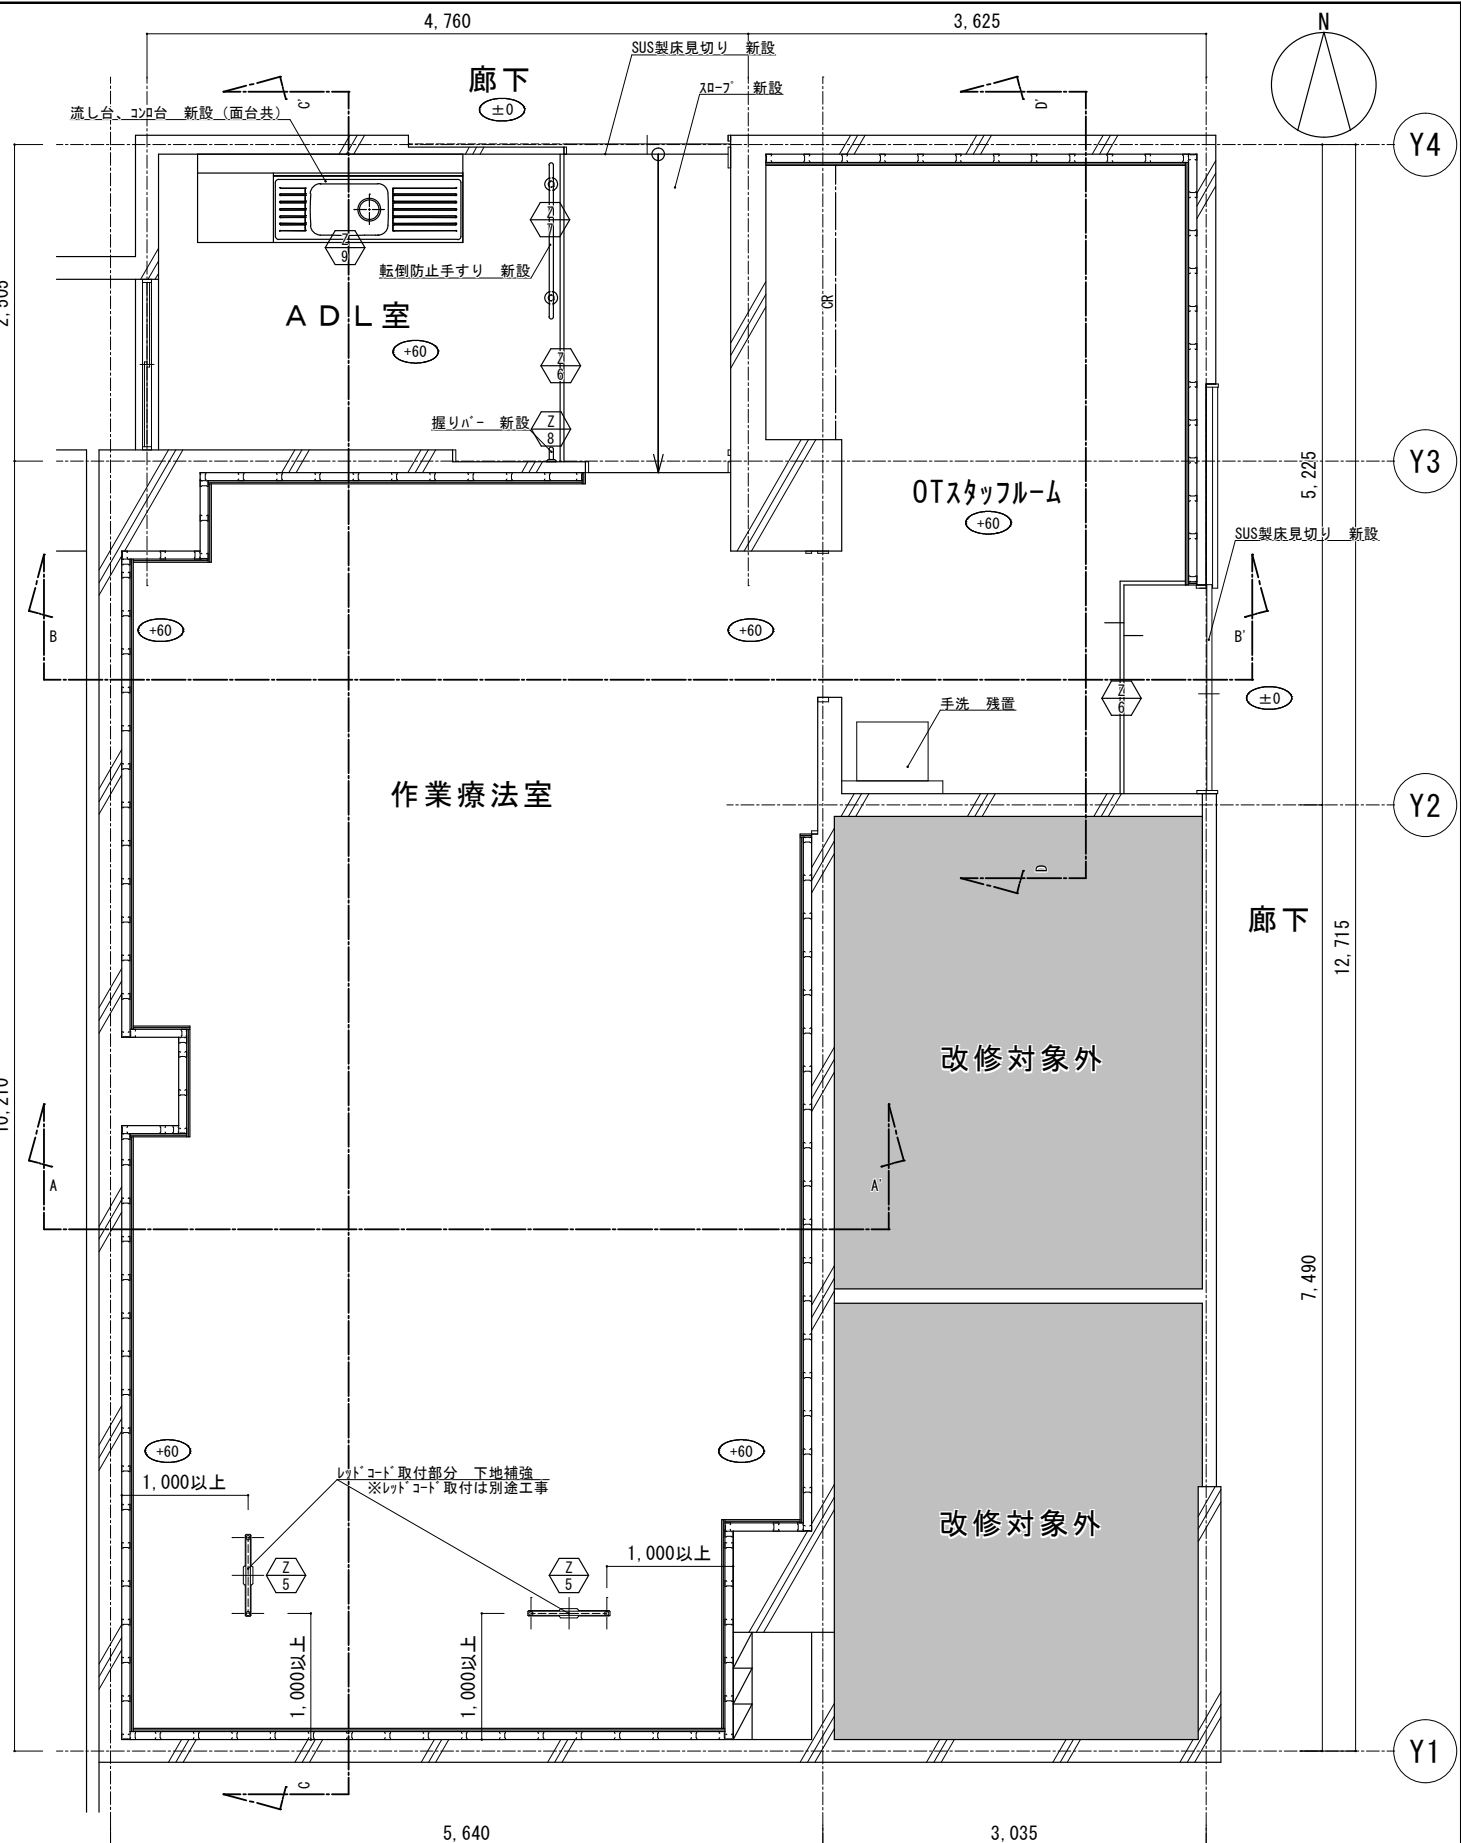 4,760
3,625
N
SUS製床見切り　新設
廊下
±0
C'
D'
ｽﾛｰﾌﾟ　新設
流し台、ｺﾝﾛ台　新設（面台共）
Y4
Z
7
Z
9
転倒防止手すり　新設
ＡＤＬ室
+60
CR
Z
6
握りﾊﾞｰ　新設
Z
8
Y3
5,225
OTｽﾀｯﾌﾙｰﾑ
+60
SUS製床見切り　新設
B
+60
+60
B'
Z
6
±0
手洗　残置
作業療法室
Y2
D
廊下
12,715
改修対象外
10,210
A
A'
7,490
+60
+60
1,000以上
ﾚｯﾄﾞｺｰﾄﾞ取付部分　下地補強
※ﾚｯﾄﾞｺｰﾄﾞ取付は別途工事
改修対象外
1,000以上
Z
5
Z
5
1,000以上
1,000以上
Y1
C
5,640
3,035